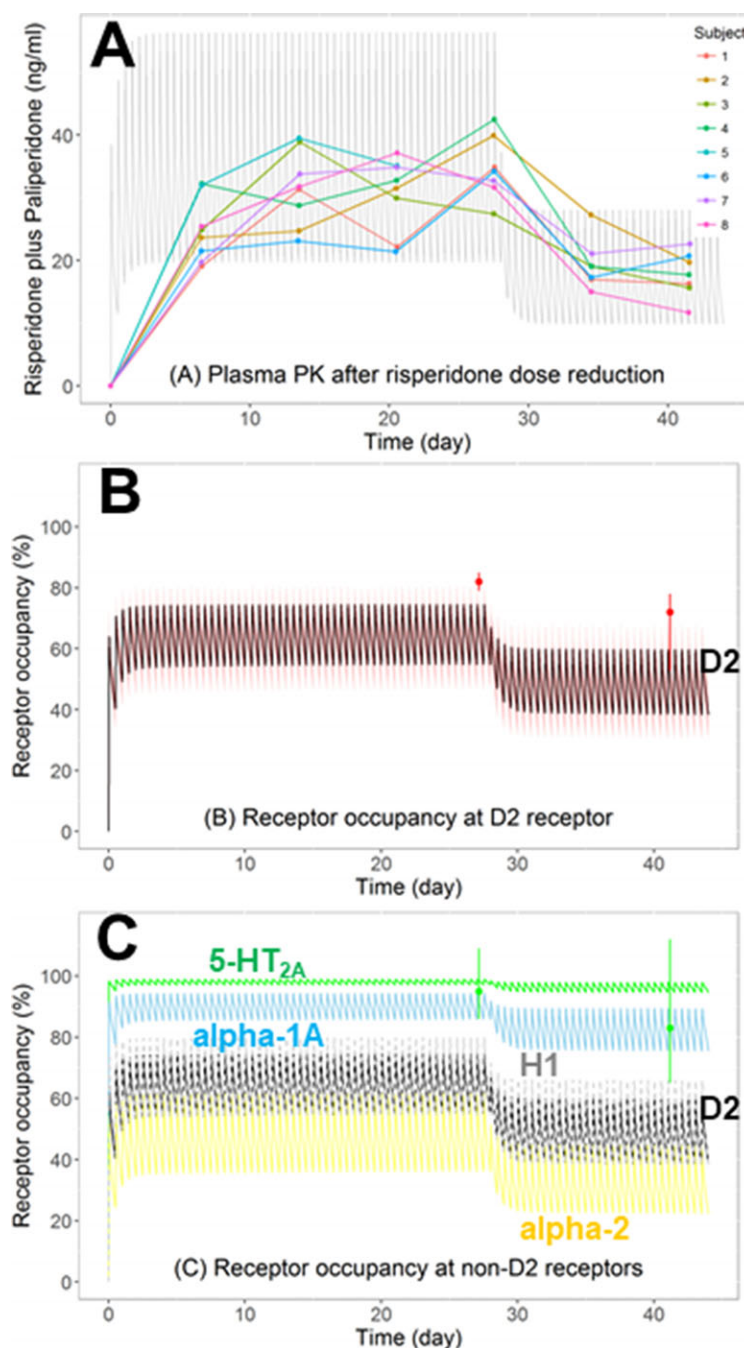 A
Risperidone plus Paliperidone (ng/ml)
40
20
0
Subject
1
2
3
4
5
6
7
8
(A) Plasma PK after risperidone dose reduction
0 10 20 30 40
Time (day)
B
Receptor occupancy (%)
100
80
60
40
20
0
D2
(B) Receptor occupancy at D2 receptor
0 10 20 30 40
Time (day)
C
Receptor occupancy (%)
100
80
60
40
20
0
5-HT2A
alpha-1A
H1
D2
alpha-2
(C) Receptor occupancy at non-D2 receptors
0 10 20 30 40
Time (day)